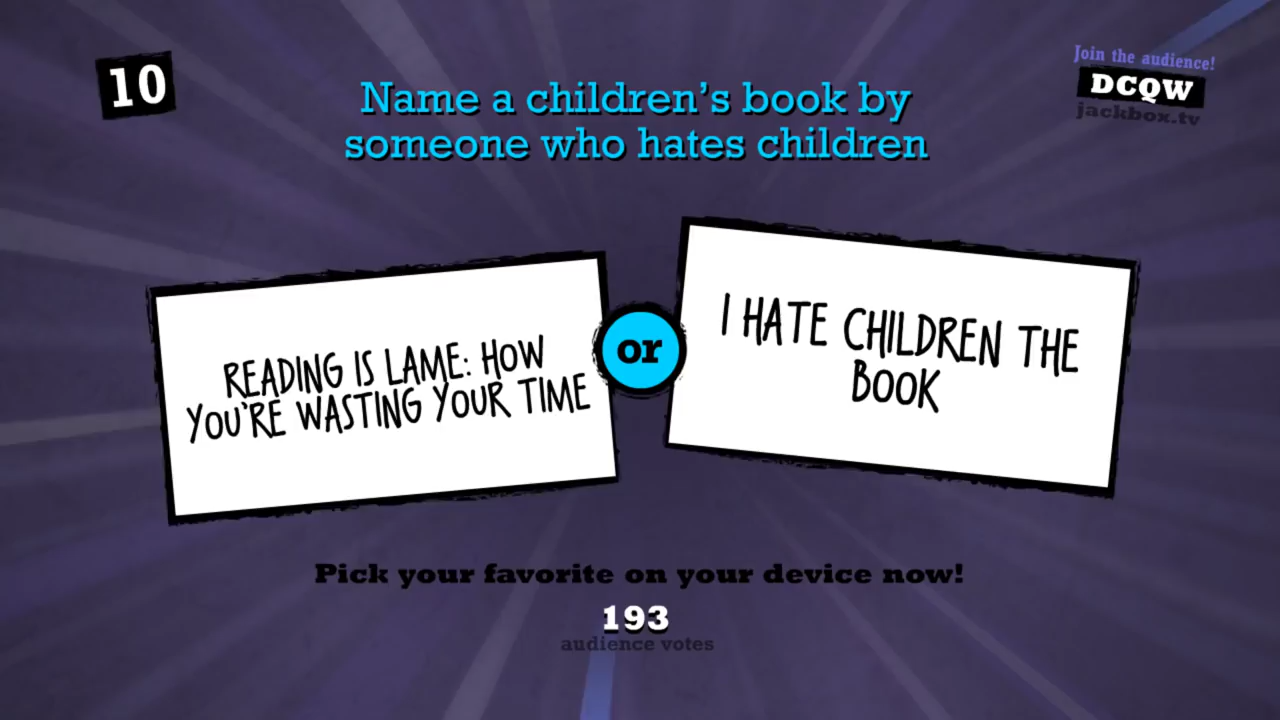 10
Join the audience!
DCQW
jackbox.tv
Name a children's book by
someone who hates children
READING IS LAME: HOW
YOU'RE WASTING YOUR TIME
or
I HATE CHILDREN THE
BOOK
Pick your favorite on your device now!
193
audience votes